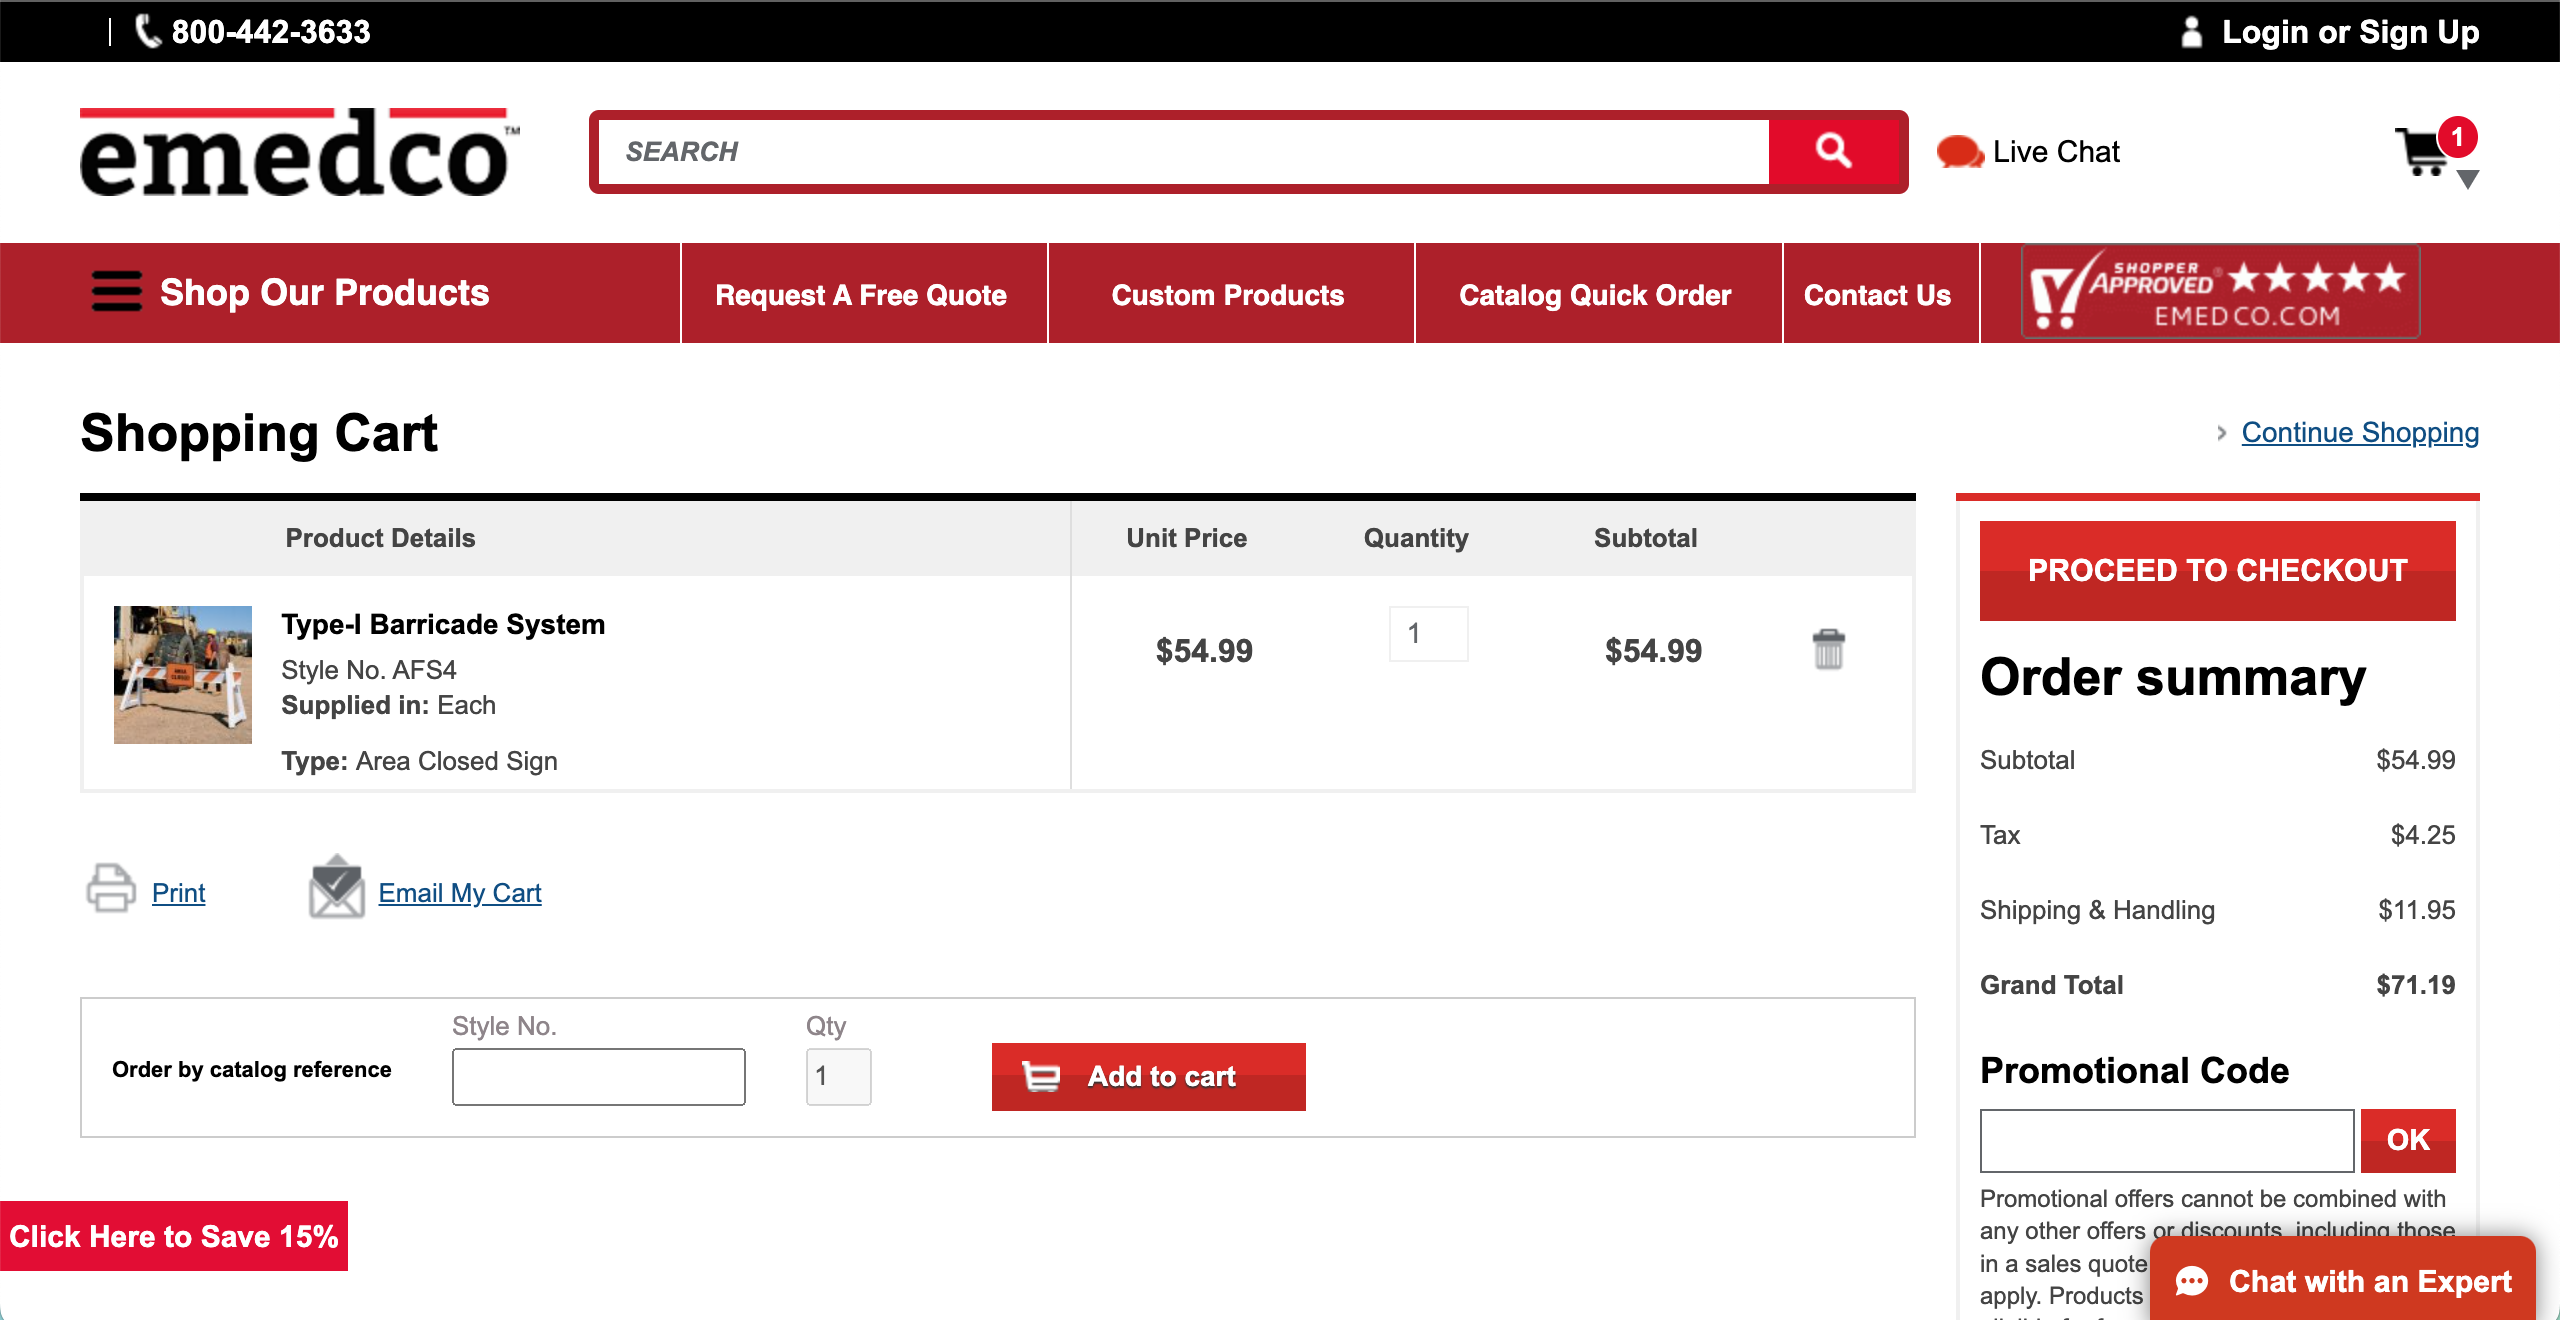 800-442-3633
Login or Sign Up
emedco™
SEARCH
Live Chat
1
Shop Our Products
Request A Free Quote
Custom Products
Catalog Quick Order
Contact Us
SHOPPER
APPROVED®
EMEDCO.COM
Shopping Cart
Continue Shopping
Product Details
Unit Price
Quantity
Subtotal
Type-I Barricade System
Style No. AFS4
Supplied in: Each
Type: Area Closed Sign
AREA
CLOSED
$54.99
1
$54.99
Print
Email My Cart
Order by catalog reference
Style No.
Qty
1
Add to cart
PROCEED TO CHECKOUT
Order summary
Subtotal $54.99
Tax $4.25
Shipping & Handling $11.95
Grand Total $71.19
Promotional Code
OK
Promotional offers cannot be combined with
any other offers or discounts, including those
in a sales quote
apply. Products
Click Here to Save 15%
Chat with an Expert